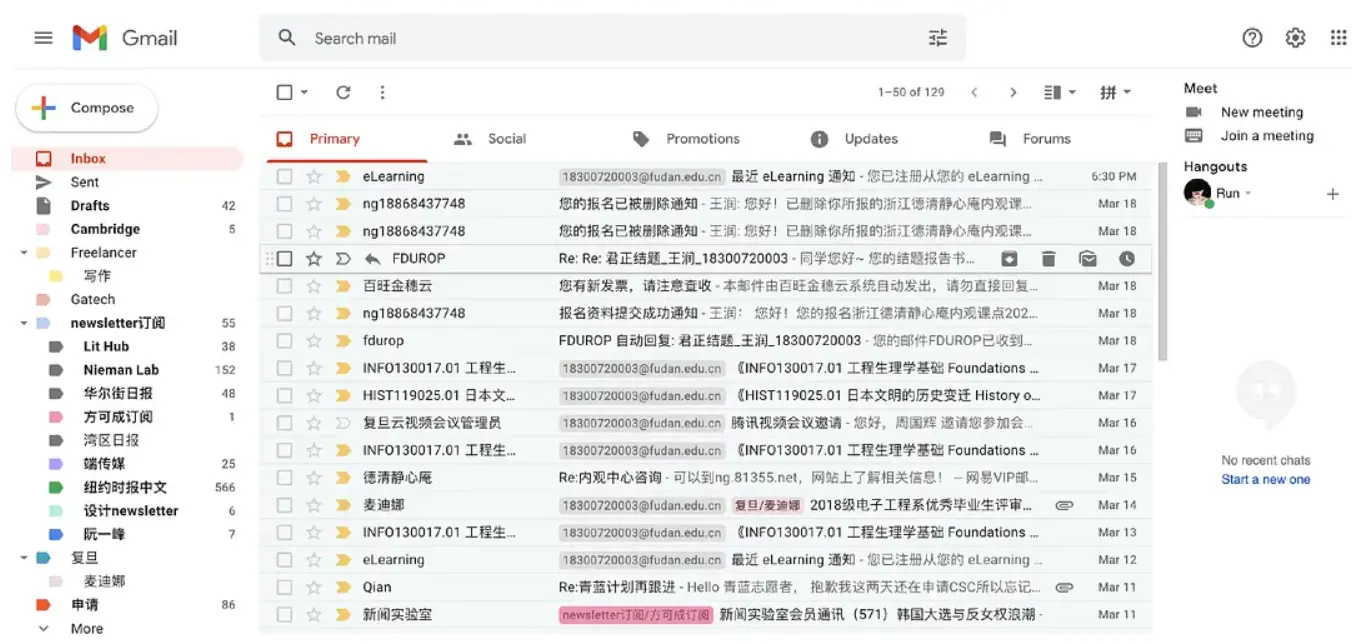 Gmail
Search mail
Compose
Inbox
Sent
Drafts 42
Cambridge 5
Freelancer
写作
Gatech
newsletter订阅 55
Lit Hub 38
Nieman Lab 152
华尔街日报 48
方可成订阅 1
湾区日报
端传媒 25
纽约时报中文 566
设计newsletter 6
阮一峰 7
复旦
麦迪娜
申请 86
More
1–50 of 129
拼
Primary
Social
Promotions
Updates
Forums
eLearning 18300720003@fudan.edu.cn 最近 eLearning 通知 - 您已注册从您的 eLearning ... 6:30 PM
ng18868437748 您的报名已被删除通知 - 王润: 您好! 已删除你所报的浙江德清静心庵内观课... Mar 18
ng18868437748 您的报名已被删除通知 - 王润: 您好! 已删除你所报的浙江德清静心庵内观课... Mar 18
FDUROP Re: Re: 君正结题_王润_18300720003 - 同学您好~ 您的结题报告书...
百旺金穗云 您有新发票，请注意查收 - 本邮件由百旺金穗云系统自动发出，请勿直接回复... Mar 18
ng18868437748 报名资料提交成功通知 - 王润： 您好！您的报名浙江德清静心庵内观课点202... Mar 18
fdurop FDUROP 自动回复: 君正结题_王润_18300720003 - 您的邮件FDUROP已收到... Mar 18
INFO130017.01 工程生... 18300720003@fudan.edu.cn 《INFO130017.01 工程生理学基础 Foundations ... Mar 17
HIST119025.01 日本文... 18300720003@fudan.edu.cn 《HIST119025.01 日本文明的历史变迁 History o... Mar 17
复旦云视频会议管理员 18300720003@fudan.edu.cn 腾讯视频会议邀请 - 您好，周国辉 邀请您参加会... Mar 16
INFO130017.01 工程生... 18300720003@fudan.edu.cn 《INFO130017.01 工程生理学基础 Foundations ... Mar 16
德清静心庵 Re:内观中心咨询 - 可以到ng.81355.net，网站上了解相关信息！ -- 网易VIP邮... Mar 15
麦迪娜 18300720003@fudan.edu.cn 复旦/麦迪娜 2018级电子工程系优秀毕业生评审... Mar 14
INFO130017.01 工程生... 18300720003@fudan.edu.cn 《INFO130017.01 工程生理学基础 Foundations ... Mar 13
eLearning 18300720003@fudan.edu.cn 最近 eLearning 通知 - 您已注册从您的 eLearning ... Mar 12
Qian Re:青蓝计划再跟进 - Hello 青蓝志愿者， 抱歉我这两天还在申请CSC所以忘记... Mar 11
新闻实验室 newsletter订阅/方可成订阅 新闻实验室会员通讯（571）韩国大选与反女权浪潮 - Mar 11
Meet
New meeting
Join a meeting
Hangouts
Run
No recent chats
Start a new one